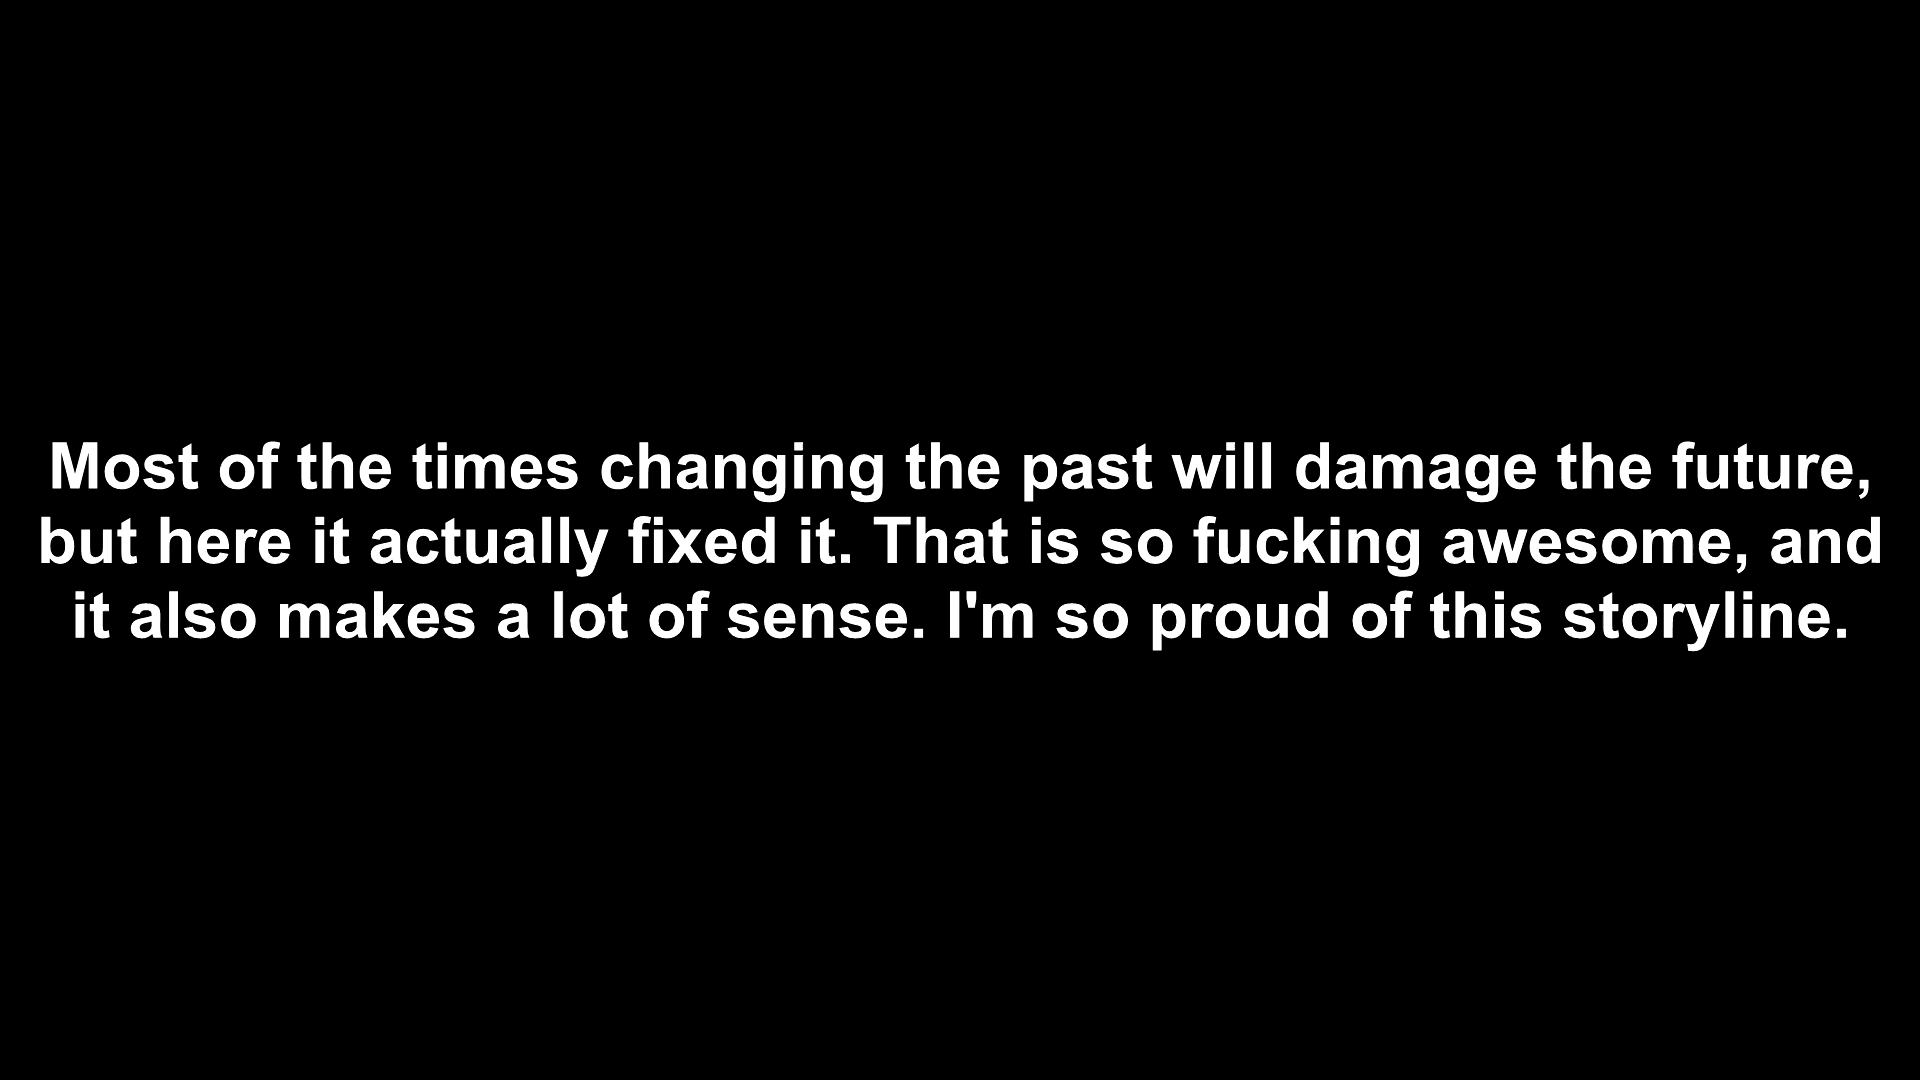 Most of the times changing the past will damage the future,
but here it actually fixed it. That is so fucking awesome, and
it also makes a lot of sense. I'm so proud of this storyline.